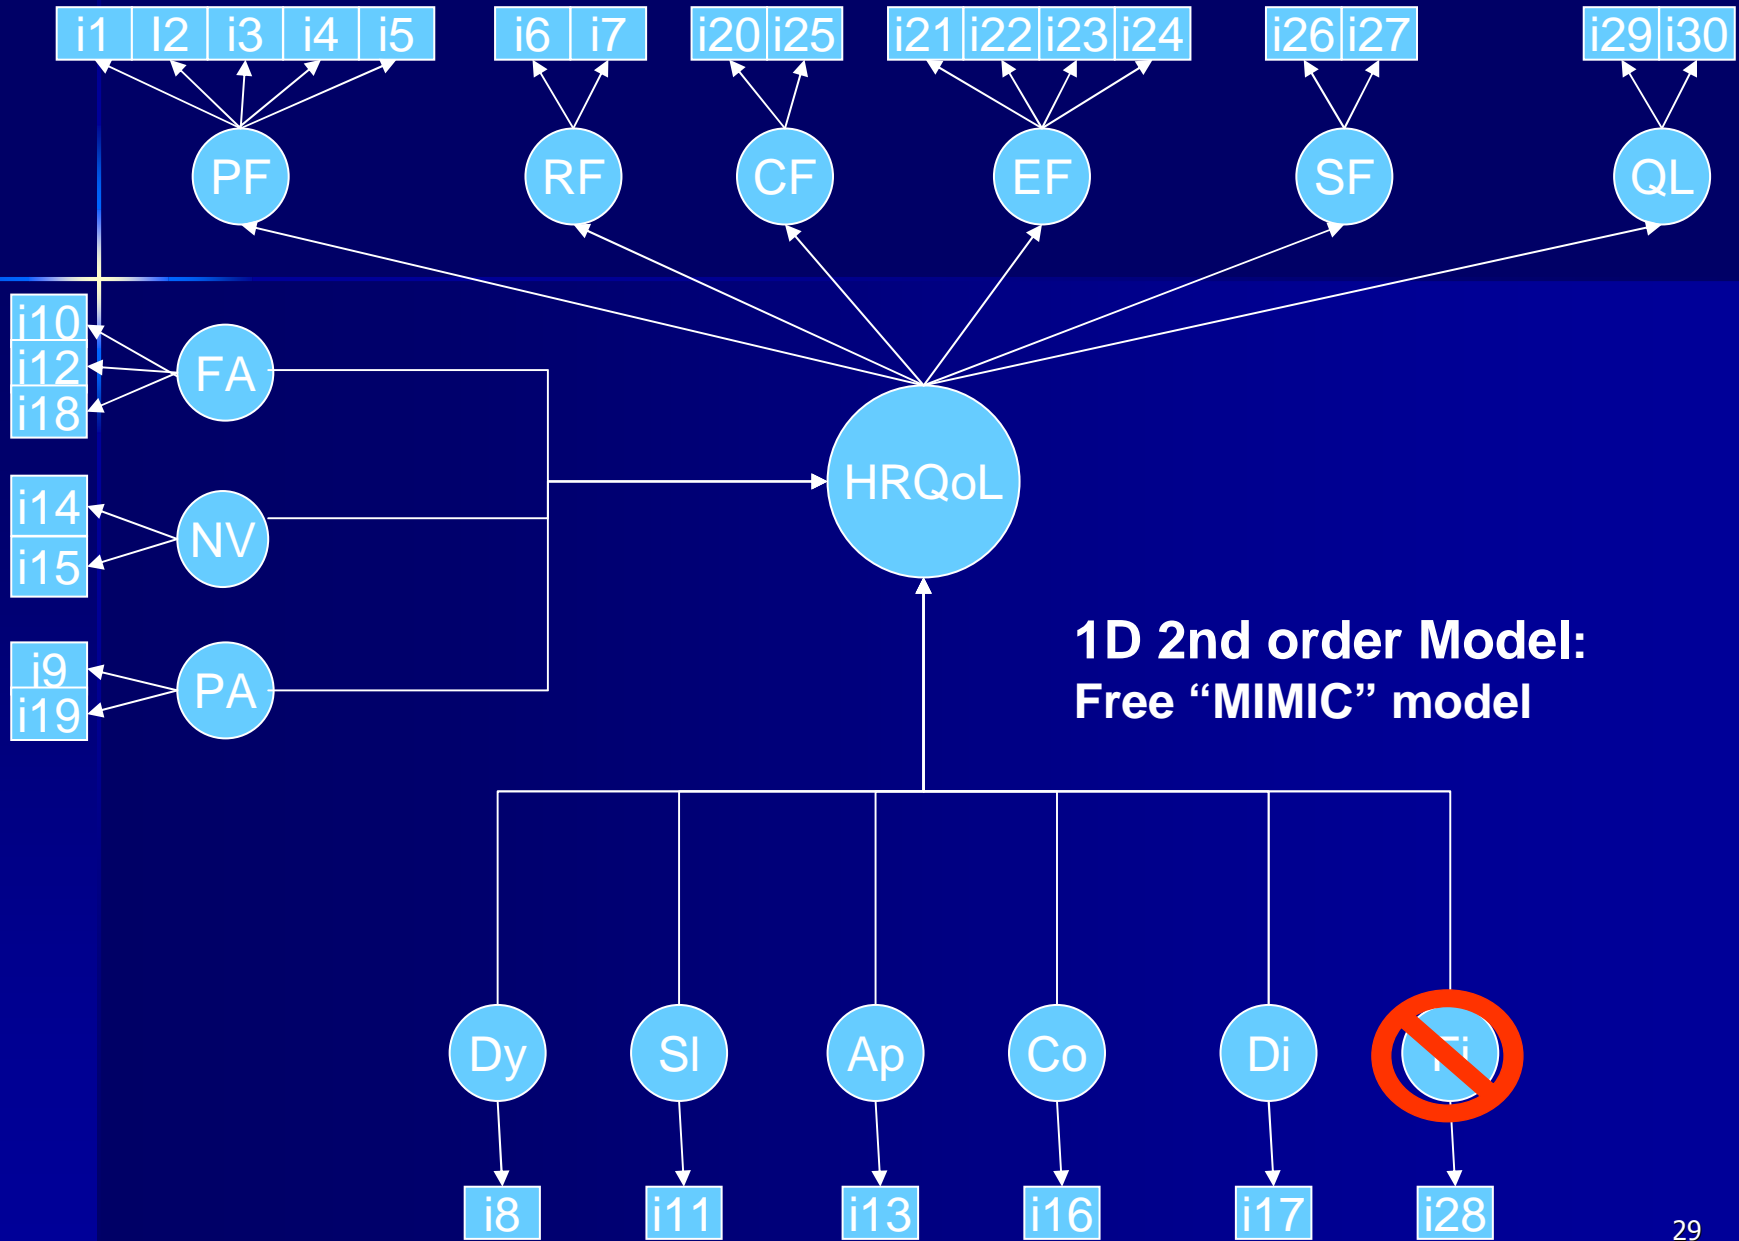 i1 I2 i3 i4 i5 i6 i7 i20 i25 i21 i22 i23 i24 i26 i27 i29 i30
PF RF CF EF SF QL
i10
i12
i18
FA
HRQoL
i14
i15
NV
i9
i19
PA
1D 2nd order Model:
Free “MIMIC” model
Dy Sl Ap Co Di Fi
i8 i11 i13 i16 i17 i28
29